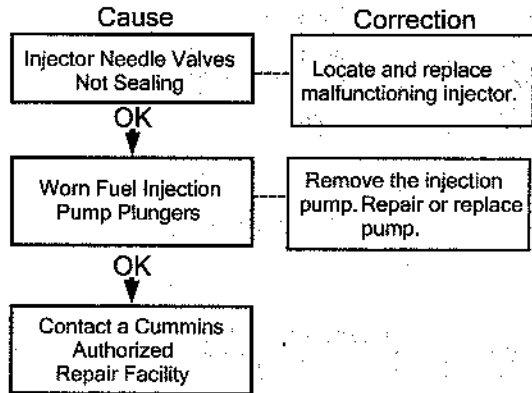 Cause
Correction
Injector Needle Valves
Not Sealing
Locate and replace
malfunctioning injector.
OK
Worn Fuel Injection
Pump Plungers
Remove the injection
pump. Repair or replace
pump.
OK
Contact a Cummins
Authorized
Repair Facility